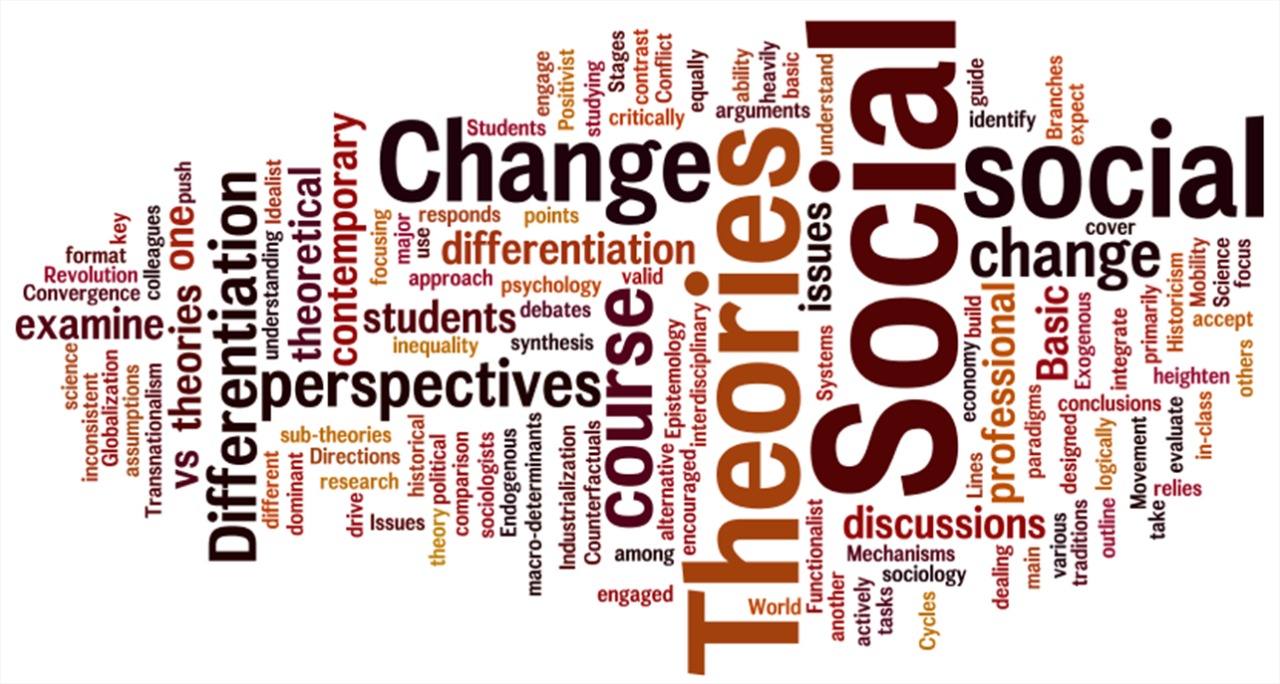 Social
Theories
social
Change
change
Differentiation
perspectives
course
differentiation
students
discussions
professional
contemporary
theoretical
theories
one
vs
examine
issues
Basic
push
key
format
Revolution
Convergence
colleagues
Idealist
understanding
science
inconsistent
Globalization
assumptions
Transnationalism
focusing
major
use
responds
points
approach
psychology
valid
debates
inequality
synthesis
Students
engage
Positivist
studying
Stages
contrast
Conflict
critically
equally
ability
heavily
basic
arguments
understand
guide
identify
Branches
expect
cover
sub-theories
Directions
research
different
dominant
drive
Issues
historical
theory
political
comparison
sociologists
Endogenous
macro-determinants
Industrialization
Counterfactuals
among
engaged
alternative
Epistemology
encouraged
interdisciplinary
World
Systems
Functionalist
another
actively
tasks
Mechanisms
sociology
Cycles
dealing
main
various
traditions
outline
economy
build
Lines
paradigms
designed
conclusions
logically
Exogenous
integrate
primarily
Historicism
Mobility
Science
focus
accept
heighten
others
in-class
evaluate
Movement
take
relies